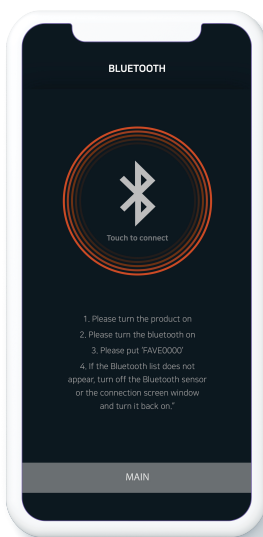 BLUETOOTH
Touch to connect
1. Please turn the product on
2. Please turn the bluetooth on
3. Please put 'FAVE0000'
4. If the Bluetooth list does not
appear, turn off the Bluetooth sensor
or the connection screen window
and turn it back on."
MAIN